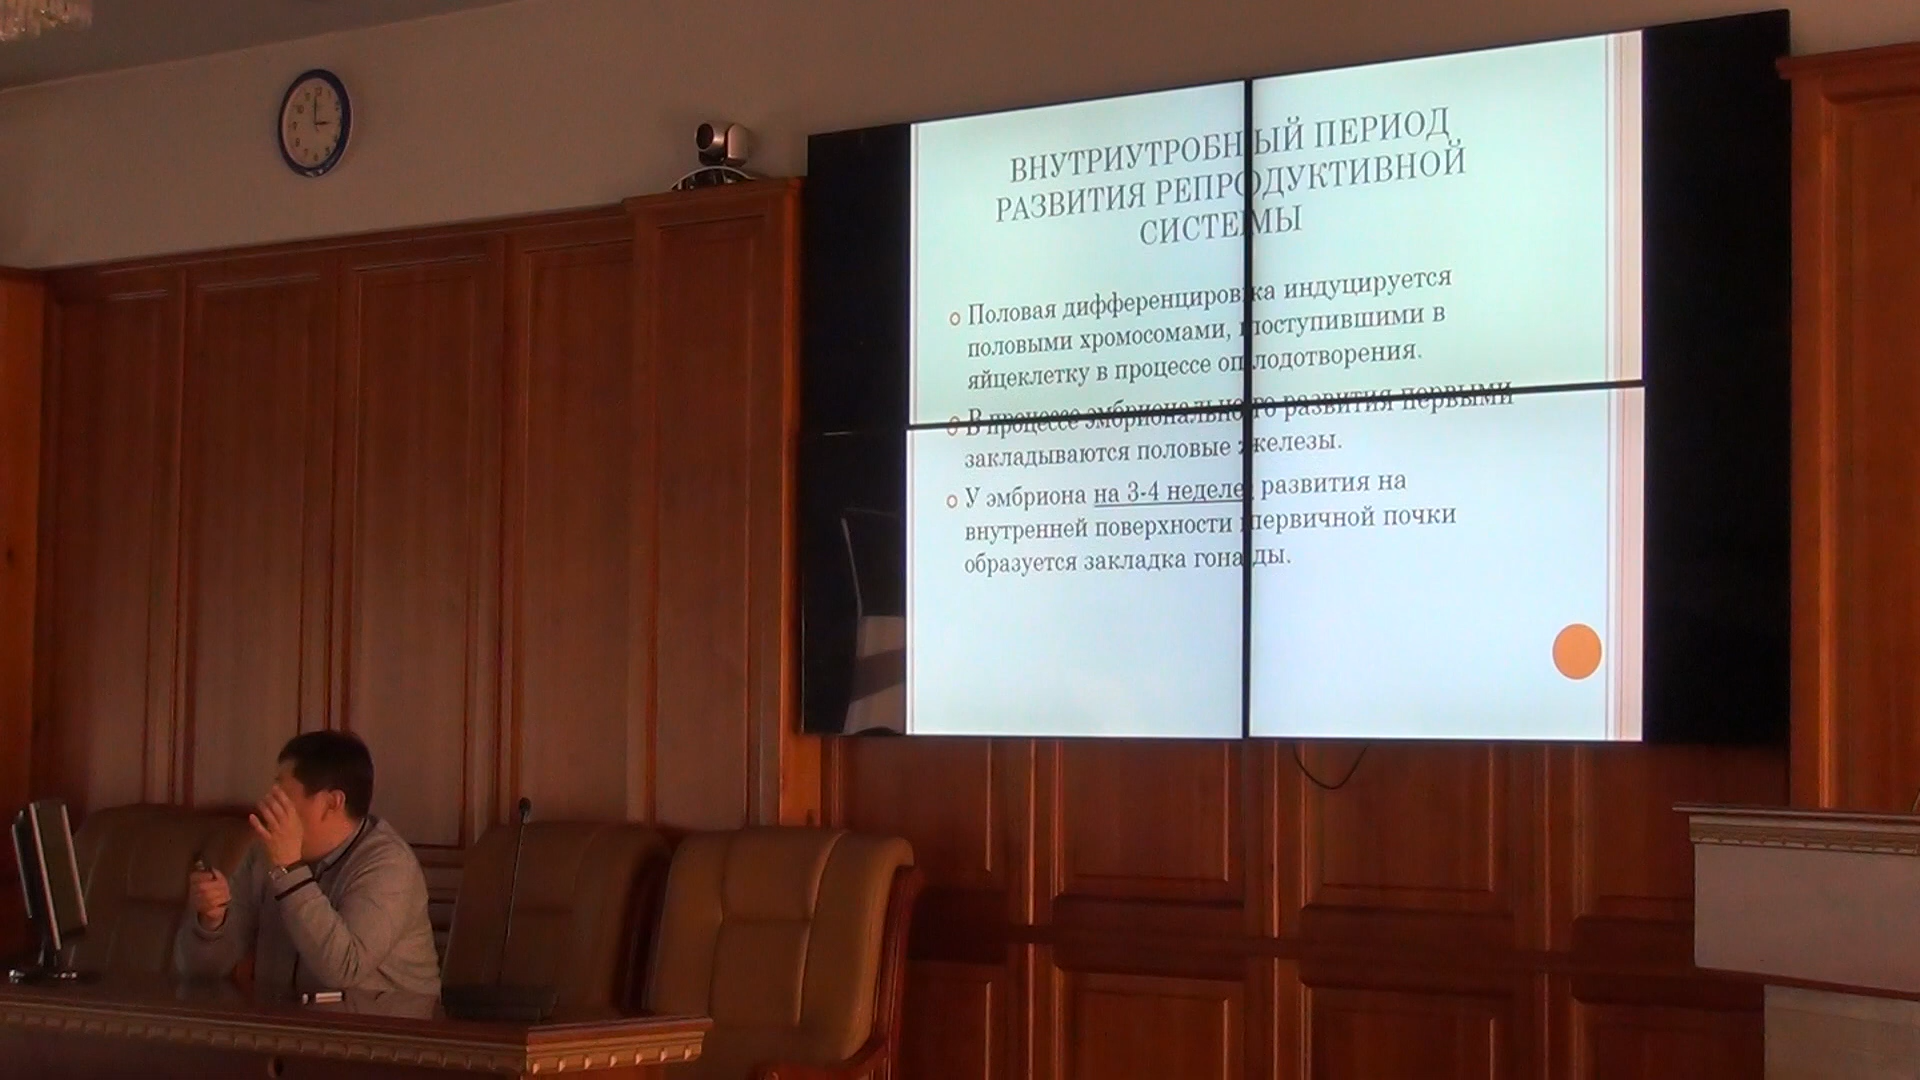 ВНУТРИУТРОБНЫЙ ПЕРИОД
РАЗВИТИЯ РЕПРОДУКТИВНОЙ
СИСТЕМЫ
Половая дифференцировка индуцируется
половыми хромосомами, поступившими в
яйцеклетку в процессе оплодотворения.
В процессе эмбрионального развития первыми
закладываются половые железы.
У эмбриона на 3-4 неделе развития на
внутренней поверхности первичной почки
образуется закладка гонады.